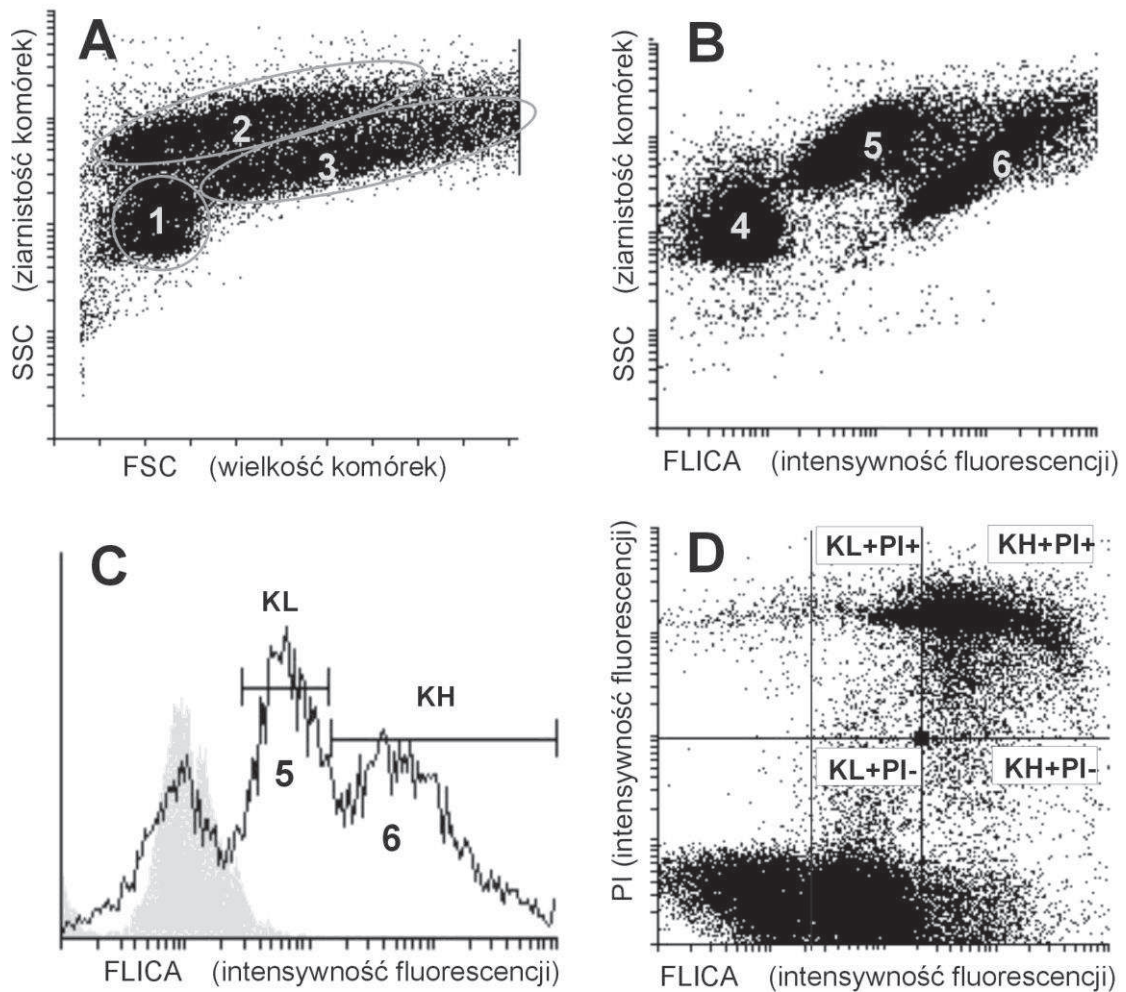 A
SSC (ziarnistość komórek)
1
2
3
FSC (wielkość komórek)
B
SSC (ziarnistość komórek)
4
5
6
FLICA (intensywność fluorescencji)
C
KL
KH
5
6
FLICA (intensywność fluorescencji)
D
PI (intensywność fluorescencji)
KL+PI+
KH+PI+
KL+PI-
KH+PI-
FLICA (intensywność fluorescencji)